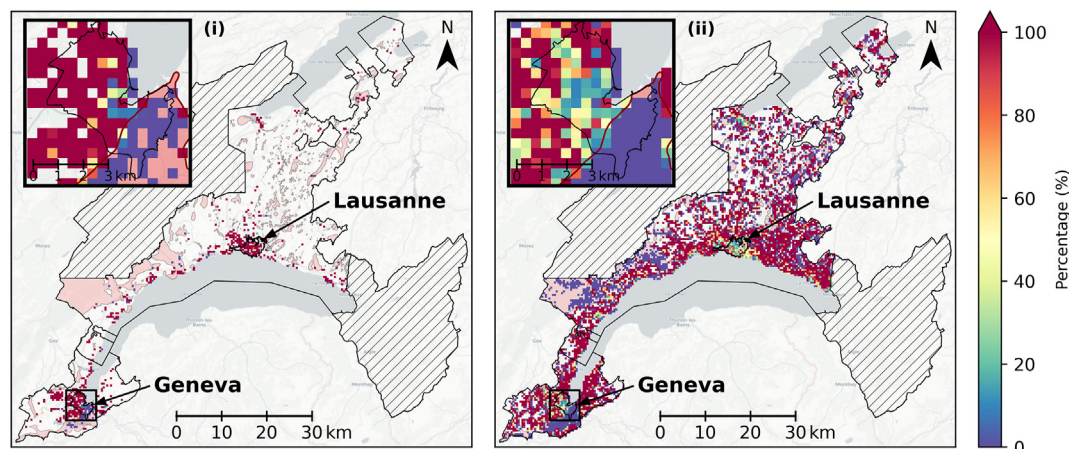 (i)
N
Lausanne
Geneva
0 1 2 3 km
0 10 20 30 km
(ii)
N
Lausanne
Geneva
0 1 2 3 km
0 10 20 30 km
100
80
60
40
20
0
Percentage (%)